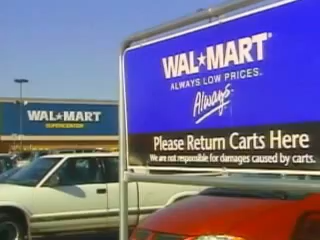 WAL★MART®
ALWAYS LOW PRICES.
Always
Please Return Carts Here
We are not responsible for damages caused by carts.
WAL★MART
SUPERCENTER